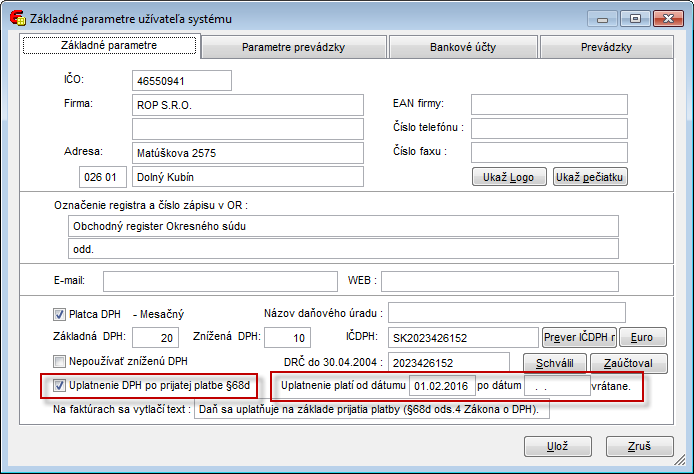 Základné parametre užívateľa systému
Základné parametre
Parametre prevádzky
Bankové účty
Prevádzky
IČO: 46550941
Firma: ROP S.R.O.
EAN firmy:
Číslo telefónu :
Adresa: Matúškova 2575
Číslo faxu :
026 01 Dolný Kubín
Ukaž Logo Ukaž pečiatku
Označenie registra a číslo zápisu v OR :
Obchodný register Okresného súdu
odd.
E-mail: WEB :
Platca DPH - Mesačný Názov daňového úradu :
Základná DPH: 20 Znížená DPH: 10 IČDPH: SK2023426152 Prever IČDPH r Euro
Nepoužívať zníženú DPH DRČ do 30.04.2004 : 2023426152 Schválil Zaúčtoval
Uplatnenie DPH po prijatej platbe §68d Uplatnenie platí od dátumu 01.02.2016 po dátum . . vrátane.
Na faktúrach sa vytlačí text : Daň sa uplatňuje na základe prijatia platby (§68d ods.4 Zákona o DPH).
Ulož Zruš